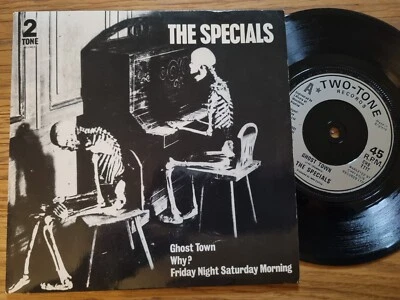 2
TONE
THE SPECIALS
Ghost Town
Why?
Friday Night Saturday Morning
A TWO-TONE
RECORDS
45
R.P.M.
GHOST TOWN
THE SPECIALS